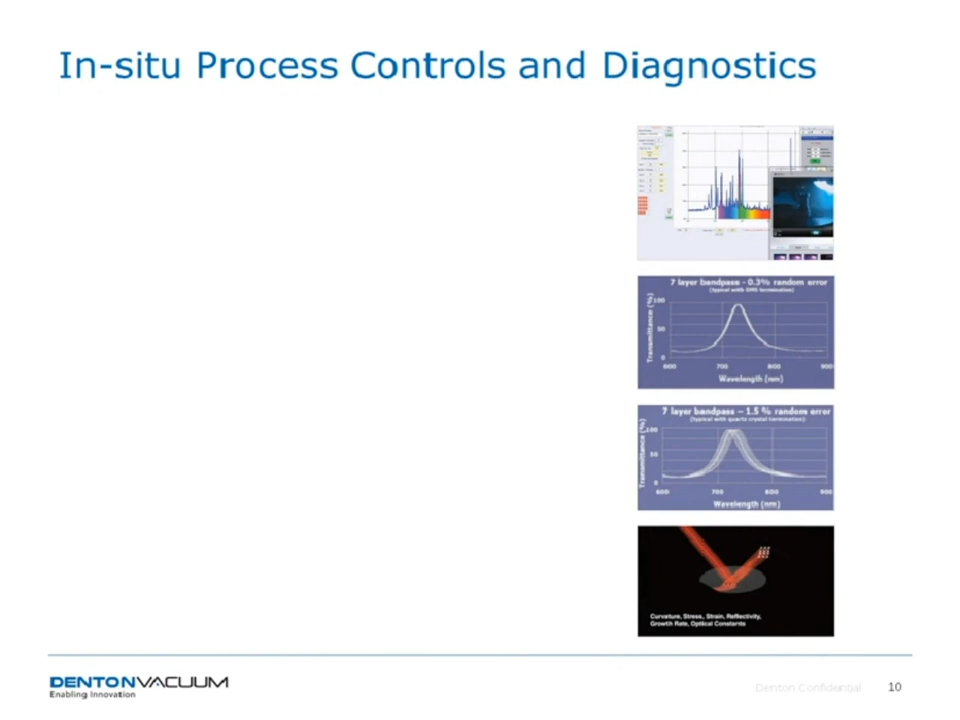 In-situ Process Controls and Diagnostics
7 layer bandpass - 0.3% random error
(typical with OMS termination)
Transmittance (%)
100
50
0
600 700 800 900
Wavelength (nm)
7 layer bandpass – 1.5 % random error
(typical with quartz crystal termination)
Transmittance (%)
100
50
0
600 700 800 900
Wavelength (nm)
Curvature, Stress, Strain, Reflectivity,
Growth Rate, Optical Constants
DENTON VACUUM
Enabling Innovation
Denton Confidential
10